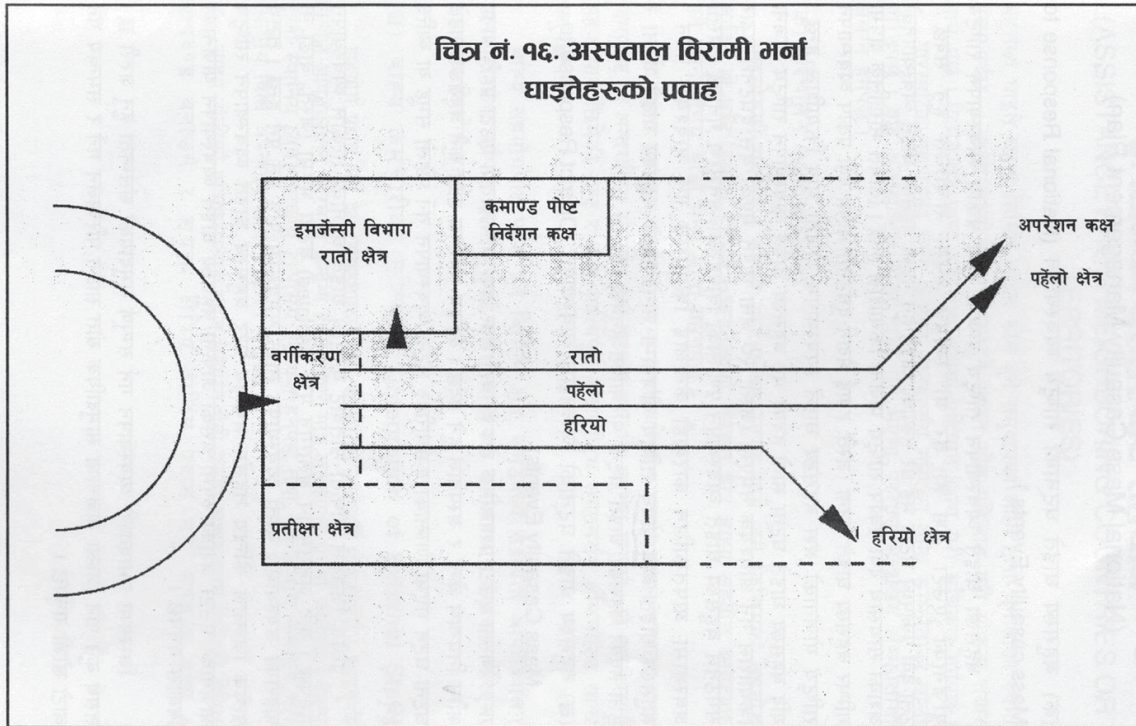 चित्र नं. १६. अस्पताल विरामी भर्ना
घाइतेहरुको प्रवाह
इमर्जेन्सी विभाग
रातो क्षेत्र
कमाण्ड पोष्ट
निर्देशन कक्ष
अपरेशन कक्ष
पहेंलो क्षेत्र
वर्गीकरण
क्षेत्र
रातो
पहेंलो
हरियो
प्रतीक्षा क्षेत्र
हरियो क्षेत्र